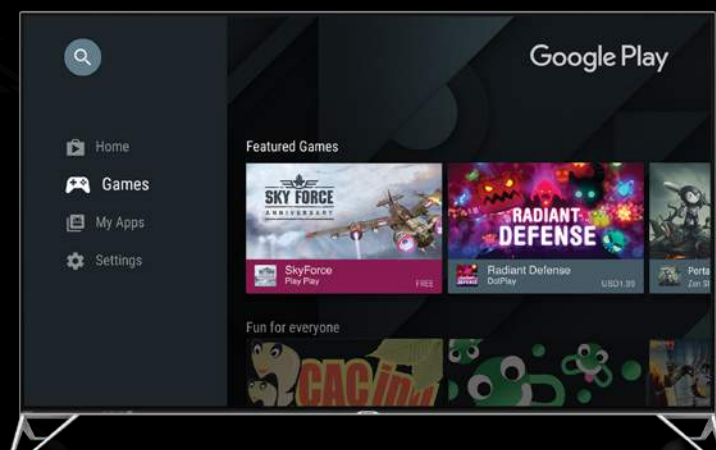 Google Play
Home
Games
My Apps
Settings
Featured Games
SKY FORCE
ANNIVERSARY
SkyForce
Play Play
FREE
RADIANT
DEFENSE
Radiant Defense
DotPlay
USD1.99
Fun for everyone